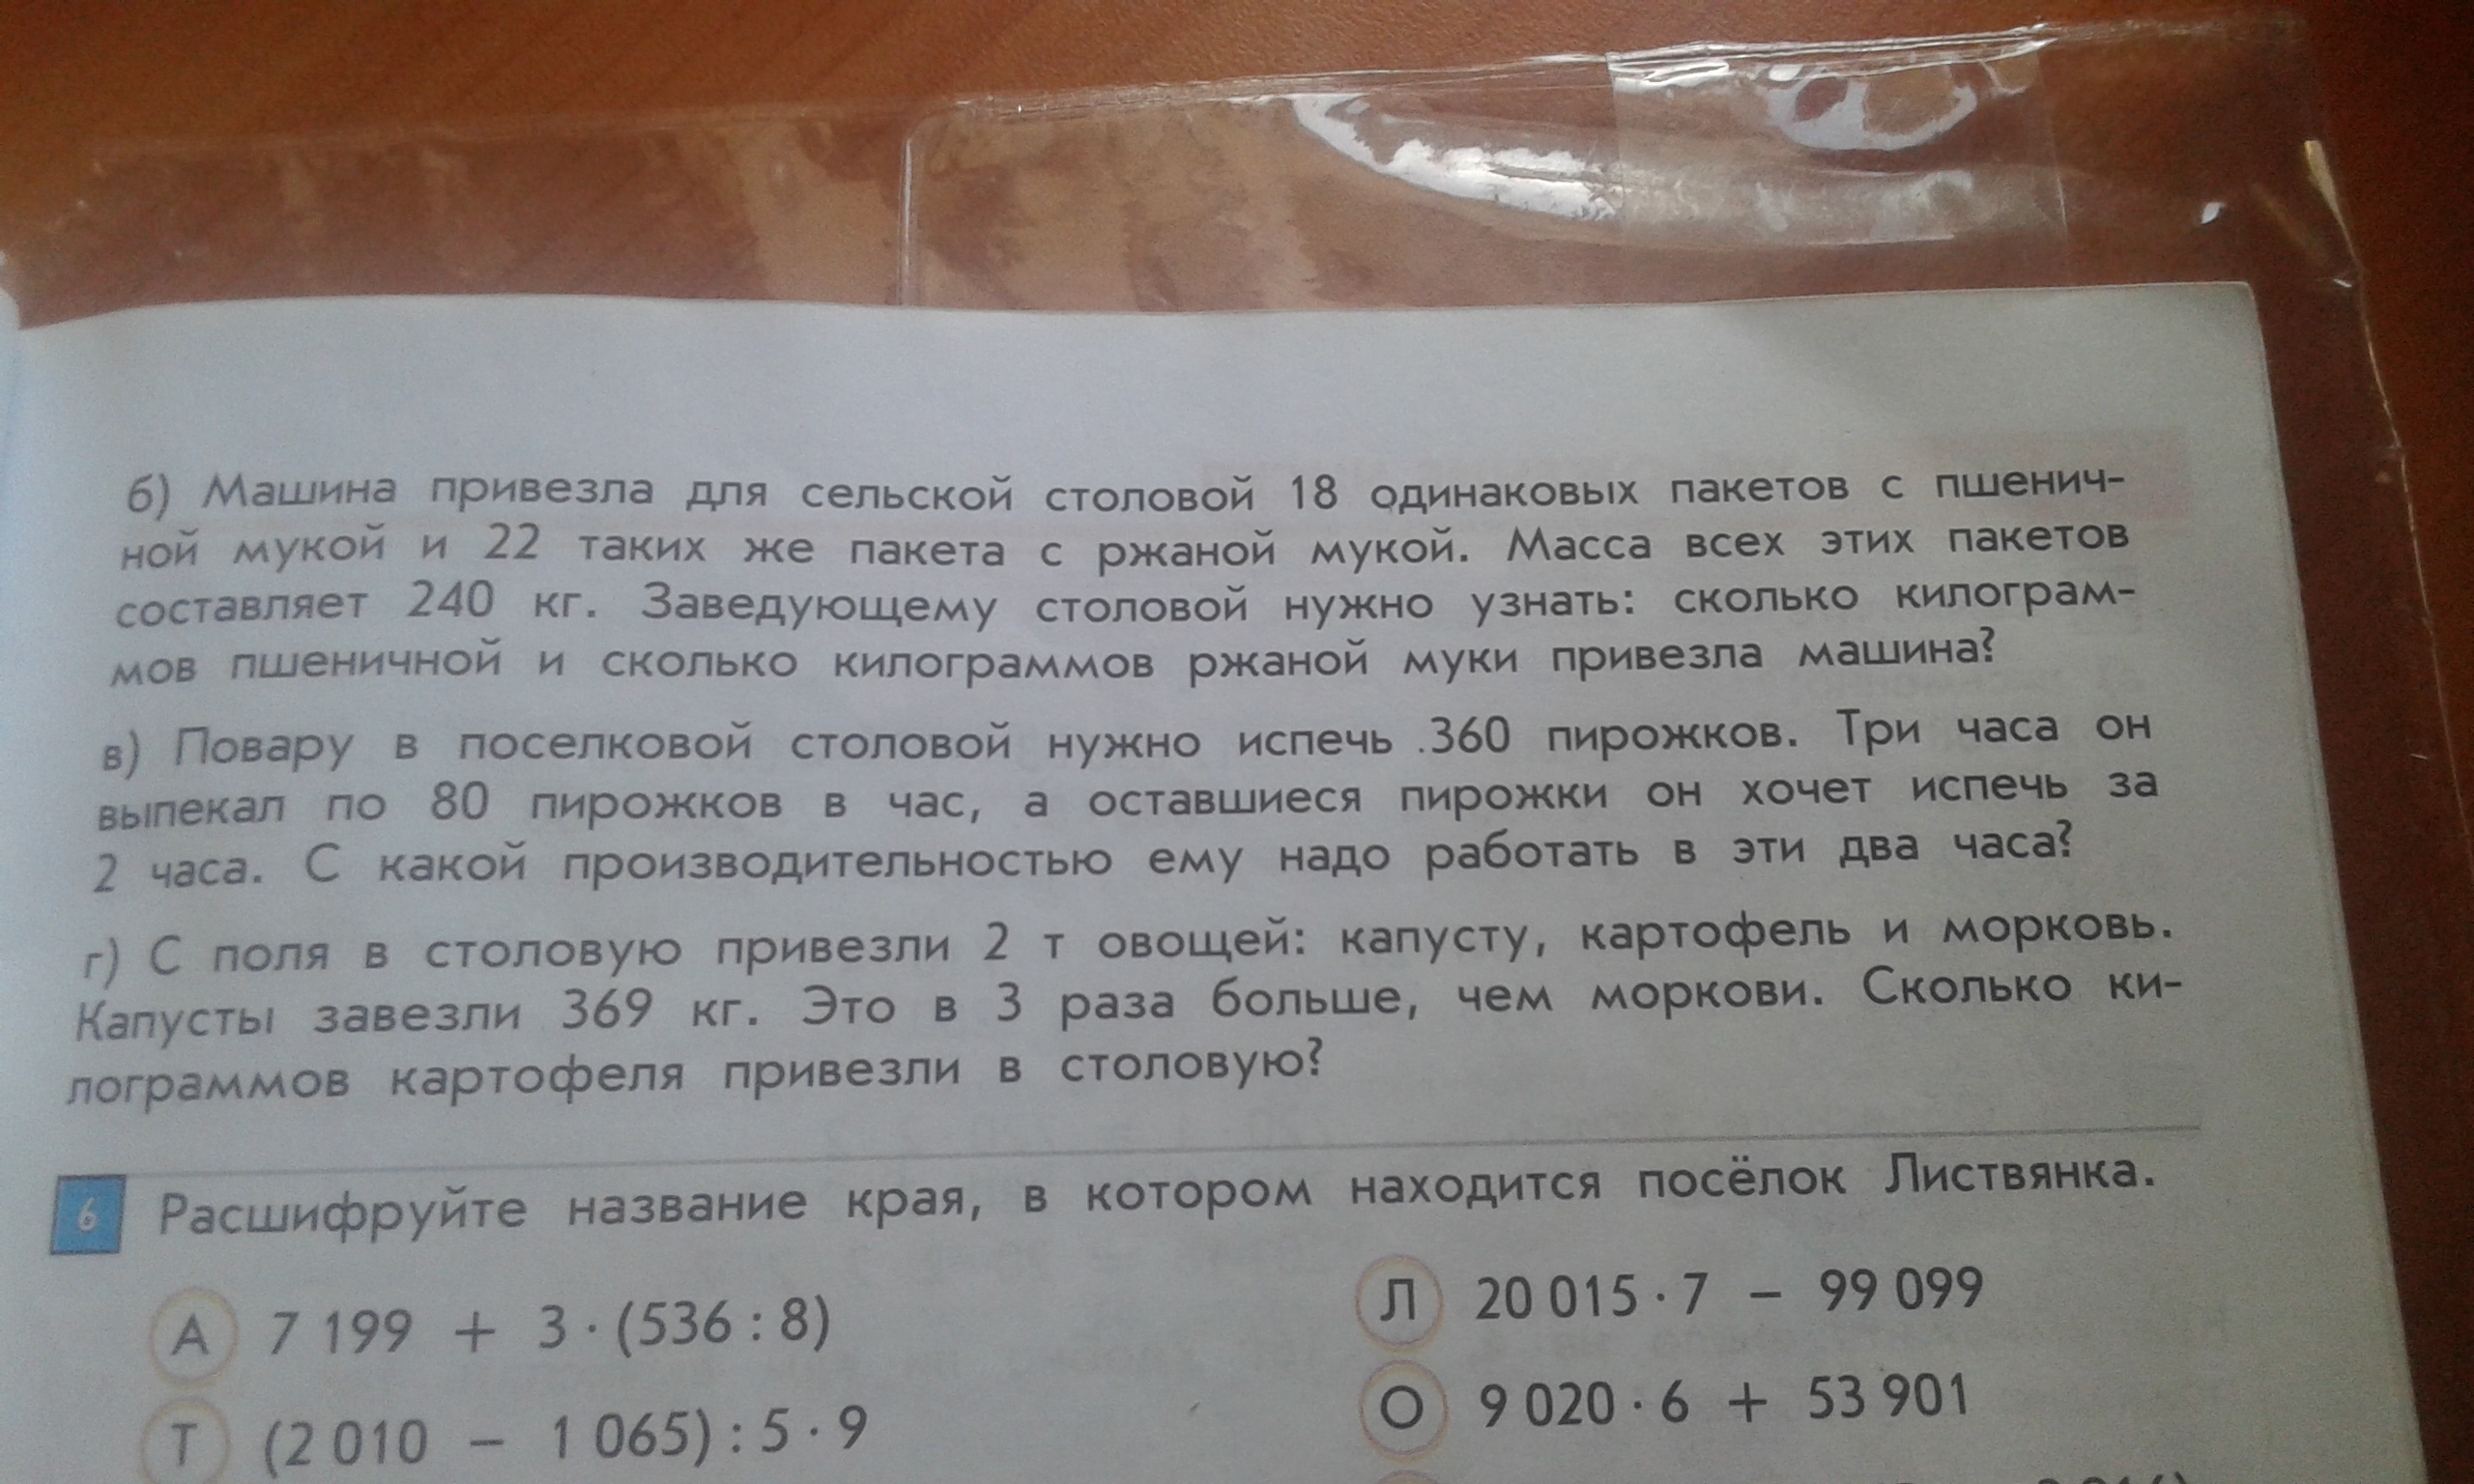 б) Машина привезла для сельской столовой 18 одинаковых пакетов с пшенич-
ной мукой и 22 таких же пакета с ржаной мукой. Масса всех этих пакетов
составляет 240 кг. Заведующему столовой нужно узнать: сколько килограм-
мов пшеничной и сколько килограммов ржаной муки привезла машина?
в) Повару в поселковой столовой нужно испечь 360 пирожков. Три часа он
выпекал по 80 пирожков в час, а оставшиеся пирожки он хочет испечь за
2 часа. С какой производительностью ему надо работать в эти два часа?
г) С поля в столовую привезли 2 т овощей: капусту, картофель и морковь.
Капусты завезли 369 кг. Это в 3 раза больше, чем моркови. Сколько ки-
лограммов картофеля привезли в столовую?
6 Расшифруйте название края, в котором находится посёлок Листвянка.
А 7 199 + 3 · (536 : 8)
Л 20 015 · 7 – 99 099
Т (2 010 – 1 065) : 5 · 9
О 9 020 · 6 + 53 901